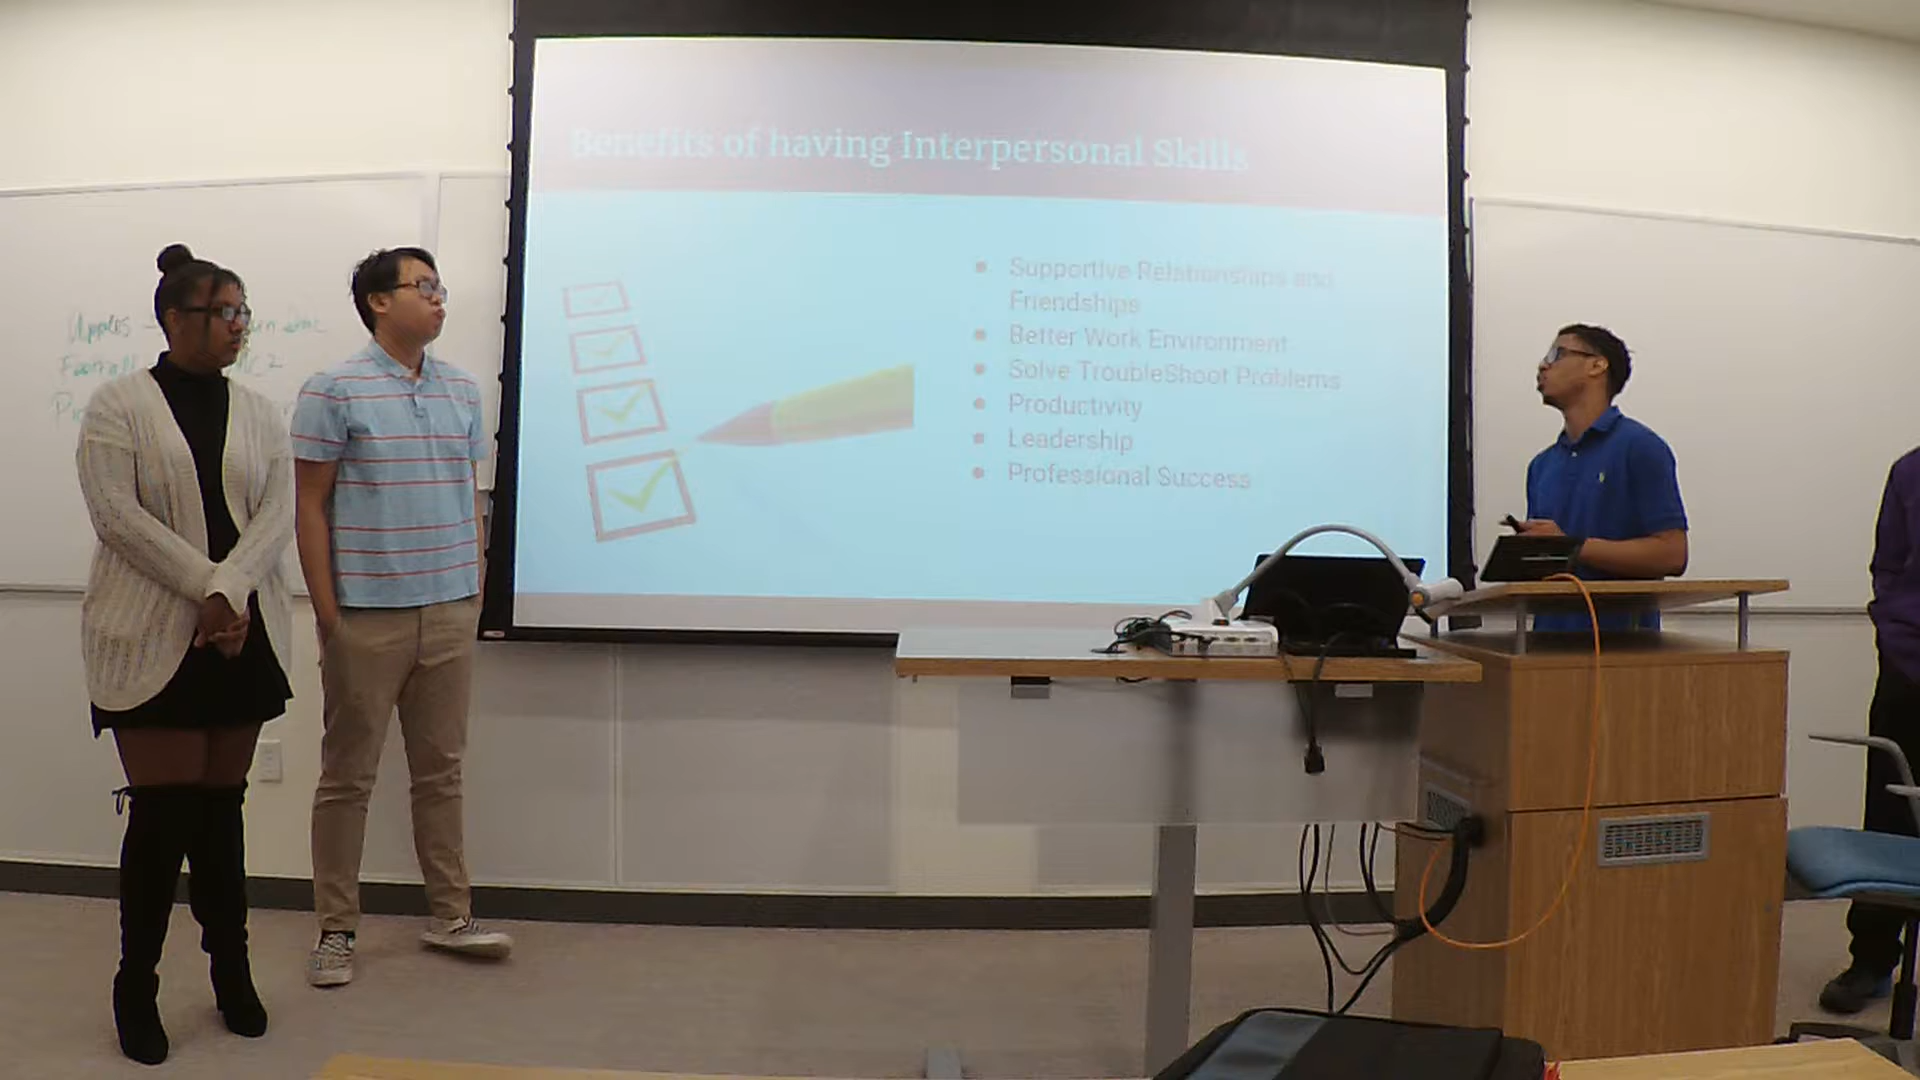 Benefits of having Interpersonal Skills
Supportive Relationships and
Friendships
Better Work Environment
Solve TroubleShoot Problems
Productivity
Leadership
Professional Success
Apples